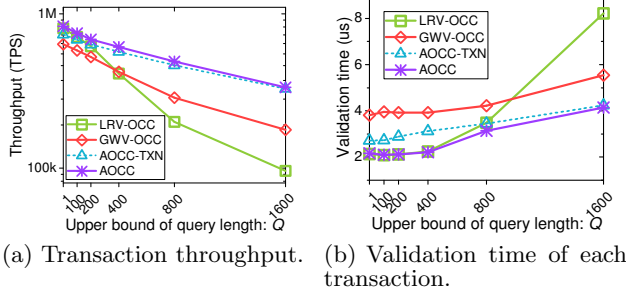 1M
100k
Throughput (TPS)
LRV-OCC
GWV-OCC
AOCC-TXN
AOCC
1 100 200 400 800 1600
Upper bound of query length: Q
(a) Transaction throughput.
8
6
4
2
Validation time (us)
LRV-OCC
GWV-OCC
AOCC-TXN
AOCC
1 100 200 400 800 1600
Upper bound of query length: Q
(b) Validation time of each
transaction.